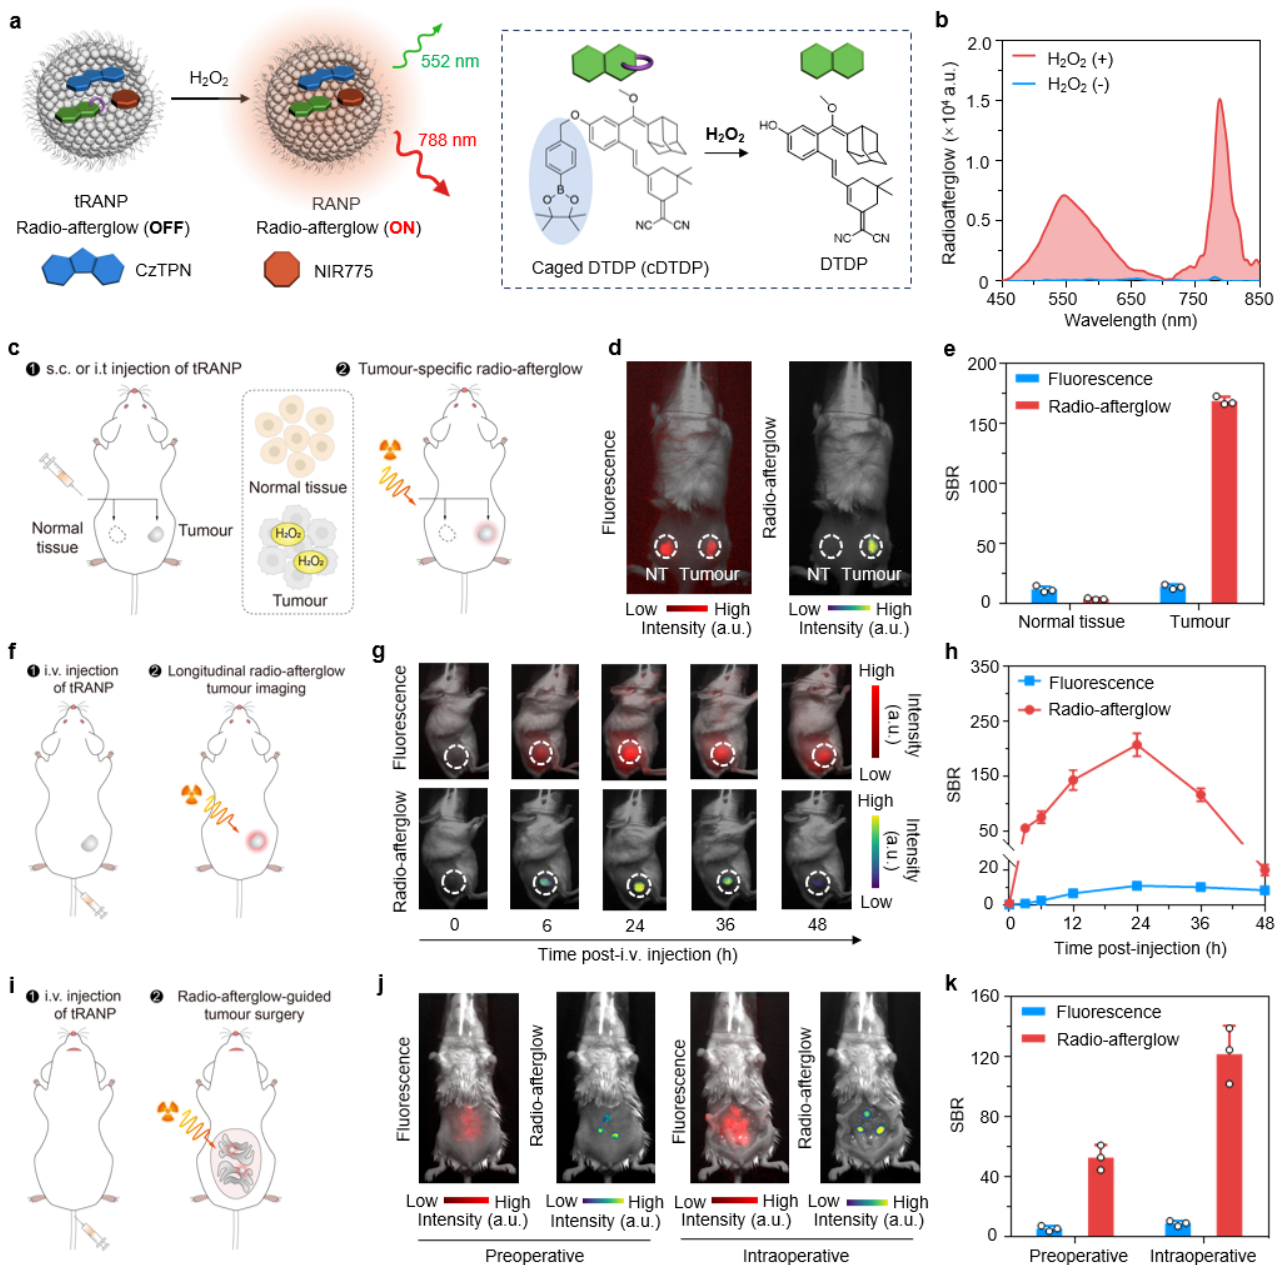 a
H₂O₂
552 nm
788 nm
tRANP
Radio-afterglow (OFF)
RANP
Radio-afterglow (ON)
CzTPN
NIR775
O
O
B
O
O
NC
CN
Caged DTDP (cDTDP)
H₂O₂
O
HO
NC
CN
DTDP
b
Radioafterglow (× 10⁴ a.u.)
2.0
1.5
1.0
0.5
0
H₂O₂ (+)
H₂O₂ (-)
450
550
650
750
850
Wavelength (nm)
c
❶ s.c. or i.t injection of tRANP
❷ Tumour-specific radio-afterglow
Normal tissue
Tumour
Normal tissue
H₂O₂
H₂O₂
Tumour
d
Fluorescence
NT Tumour
Low High
Intensity (a.u.)
Radio-afterglow
NT Tumour
Low High
Intensity (a.u.)
e
SBR
200
150
100
50
0
Fluorescence
Radio-afterglow
Normal tissue
Tumour
f
❶ i.v. injection
of tRANP
❷ Longitudinal radio-afterglow
tumour imaging
g
Fluorescence
High
Low
Intensity
(a.u.)
Radio-afterglow
High
Low
Intensity
(a.u.)
0
6
24
36
48
Time post-i.v. injection (h)
h
SBR
350
250
150
50
20
10
0
Fluorescence
Radio-afterglow
0
12
24
36
48
Time post-injection (h)
i
❶ i.v. injection
of tRANP
❷ Radio-afterglow-guided
tumour surgery
j
Fluorescence
Low High
Intensity (a.u.)
Radio-afterglow
Low High
Intensity (a.u.)
Preoperative
Fluorescence
Low High
Intensity (a.u.)
Radio-afterglow
Low High
Intensity (a.u.)
Intraoperative
k
SBR
160
120
80
40
0
Fluorescence
Radio-afterglow
Preoperative
Intraoperative